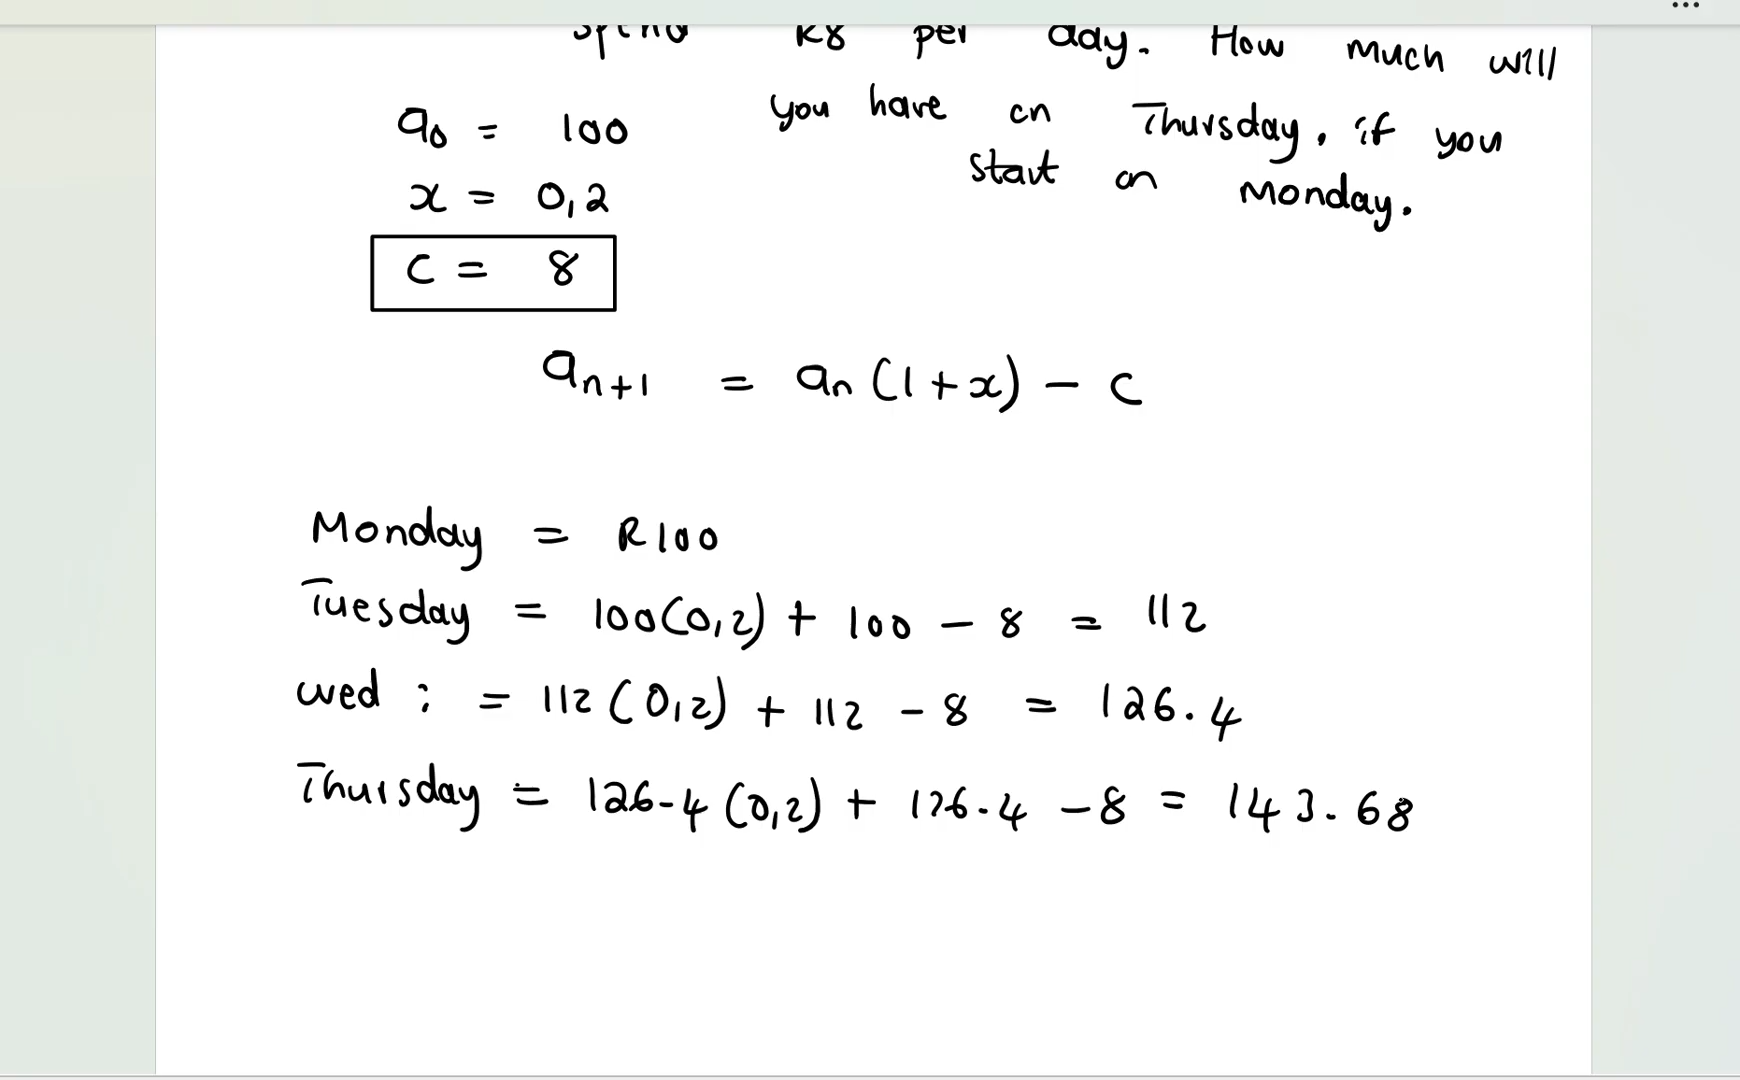 spend R8 per day. How much will
you have on Thursday, if you
start on Monday.
a₀ = 100
x = 0,2
C = 8
aₙ₊₁ = aₙ(1+x) - C
Monday = R100
Tuesday = 100(0,2) + 100 - 8 = 112
wed : = 112(0,2) + 112 - 8 = 126.4
Thursday = 126.4(0,2) + 126.4 - 8 = 143.68